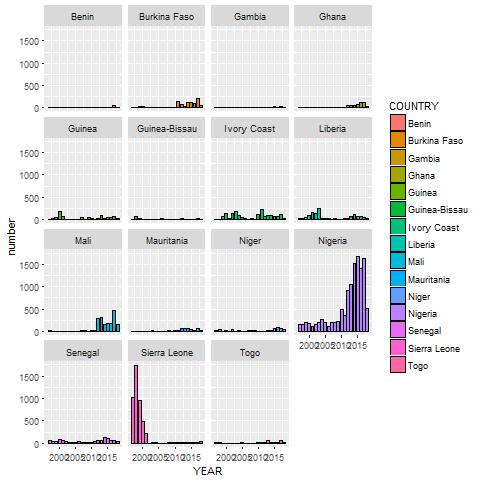 Benin Burkina Faso Gambia Ghana
1500
1000
500
0
Guinea Guinea-Bissau Ivory Coast Liberia
1500
1000
500
0
Mali Mauritania Niger Nigeria
1500
1000
500
0
2000 2005 2010 2015
Senegal Sierra Leone Togo
1500
1000
500
0
2000 2005 2010 2015 2000 2005 2010 2015 2000 2005 2010 2015
YEAR
number
COUNTRY
Benin
Burkina Faso
Gambia
Ghana
Guinea
Guinea-Bissau
Ivory Coast
Liberia
Mali
Mauritania
Niger
Nigeria
Senegal
Sierra Leone
Togo